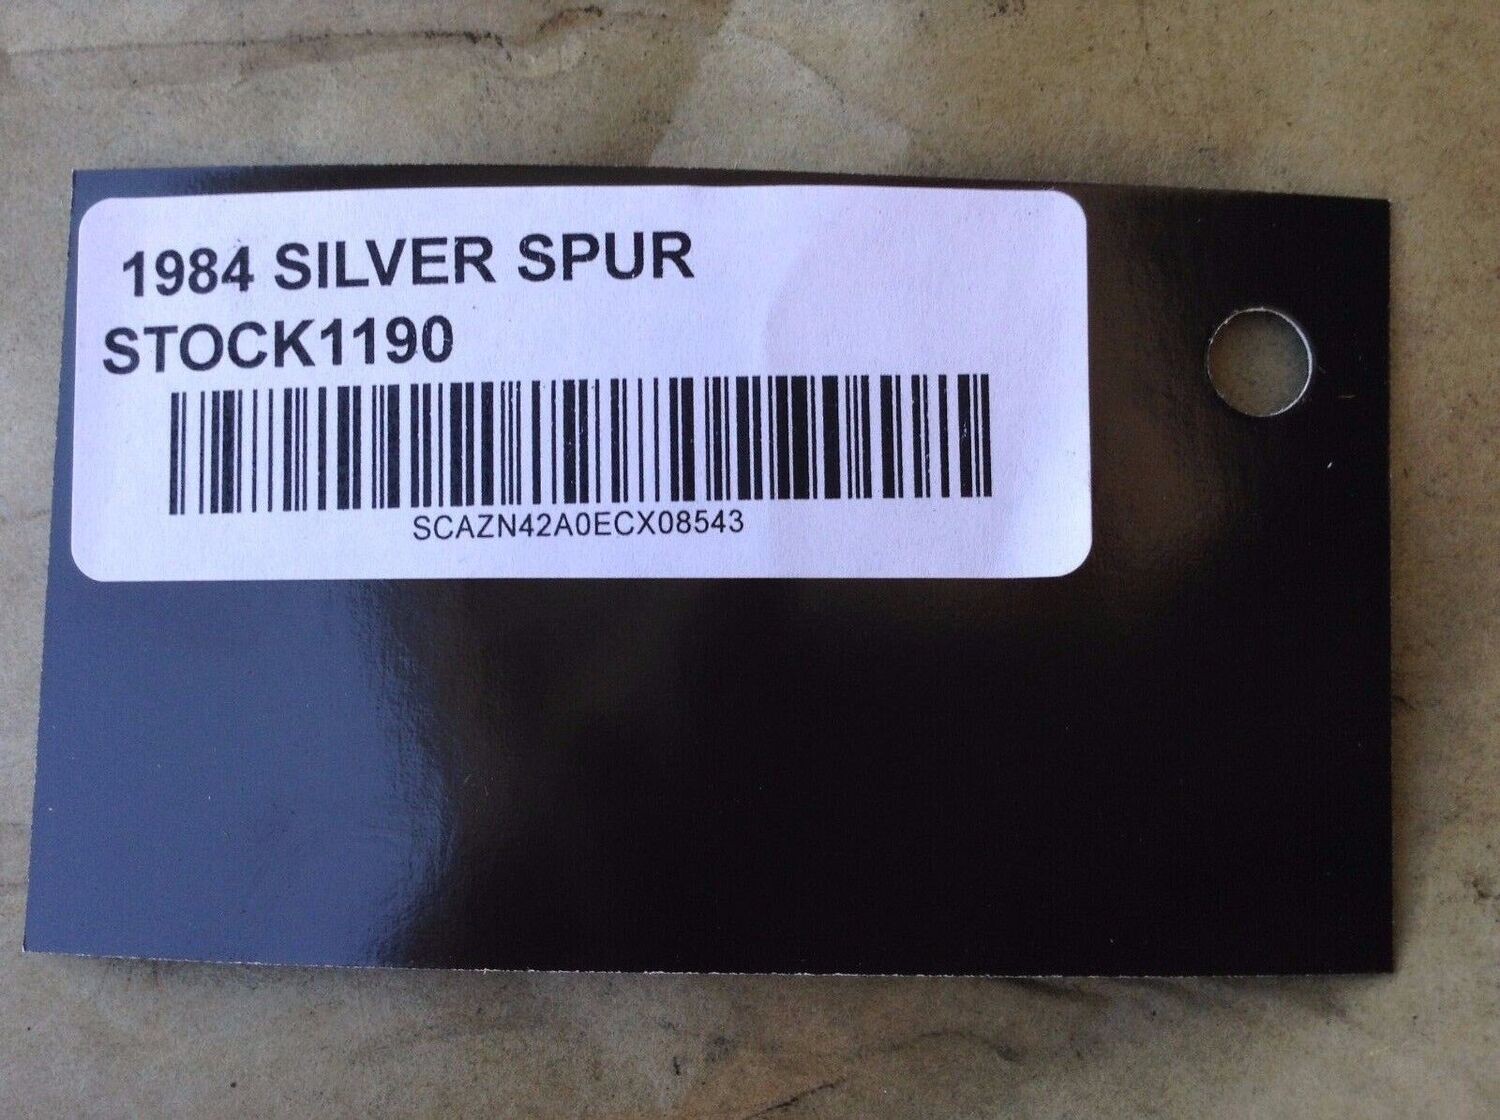 1984 SILVER SPUR
STOCK1190
SCAZN42A0ECX08543